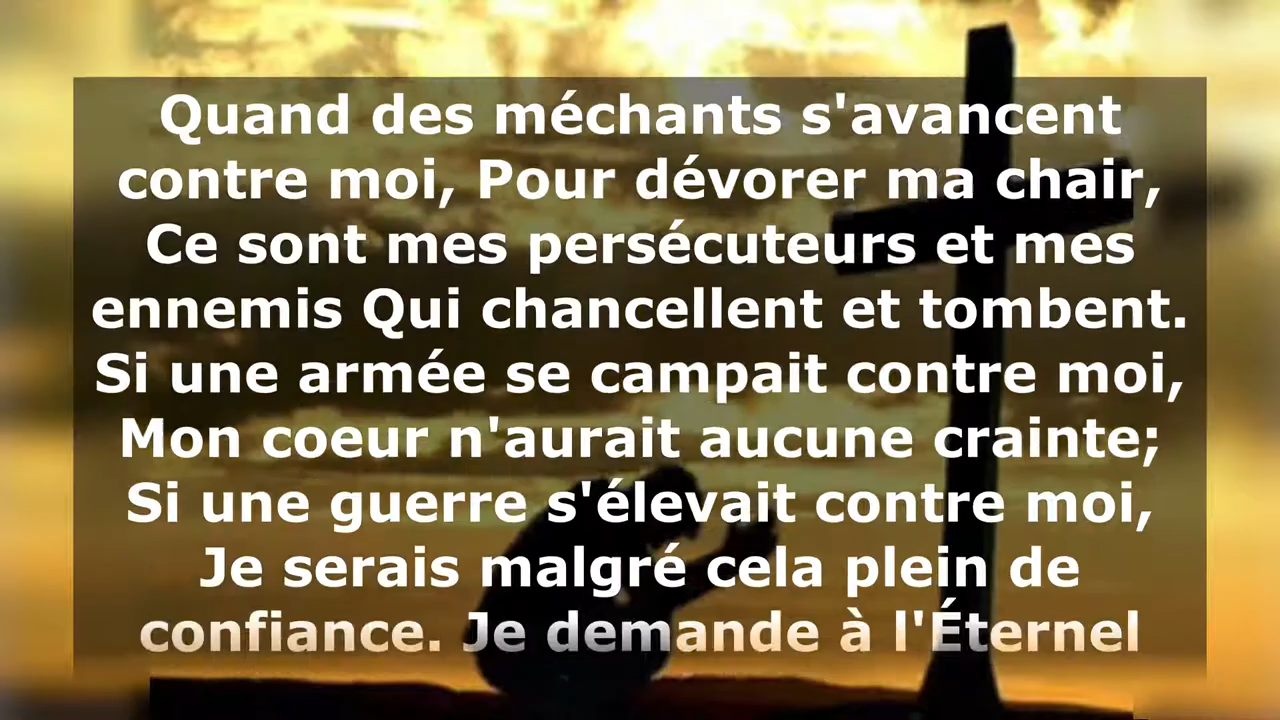 Quand des méchants s'avancent
contre moi, Pour dévorer ma chair,
Ce sont mes persécuteurs et mes
ennemis Qui chancellent et tombent.
Si une armée se campait contre moi,
Mon coeur n'aurait aucune crainte;
Si une guerre s'élevait contre moi,
Je serais malgré cela plein de
confiance. Je demande à l'Éternel